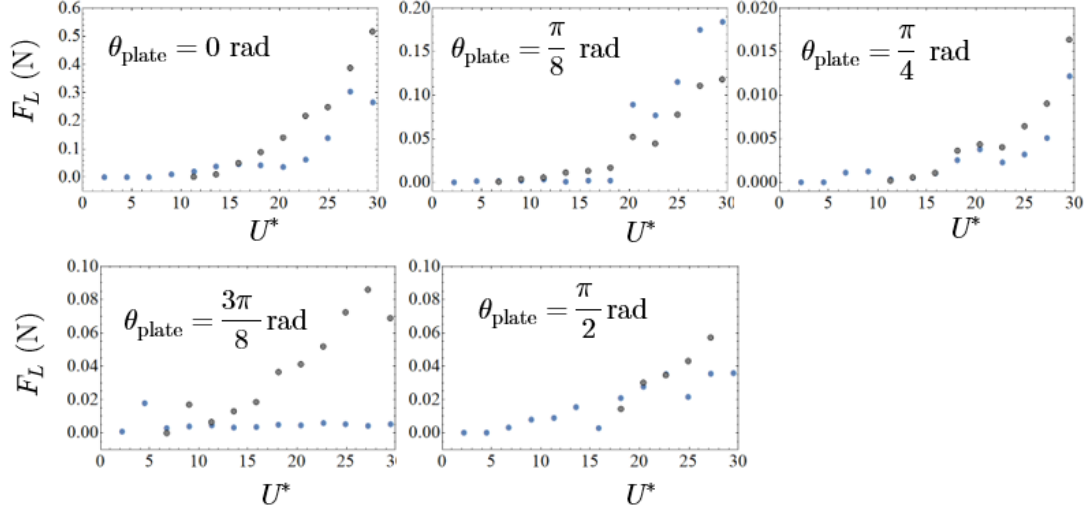 F_L (N)
0.6
0.5
0.4
0.3
0.2
0.1
0.0
θ_plate = 0 rad
0 5 10 15 20 25 30
U*
0.20
0.15
0.10
0.05
0.00
θ_plate = π/8 rad
0 5 10 15 20 25 30
U*
0.020
0.015
0.010
0.005
0.000
θ_plate = π/4 rad
0 5 10 15 20 25 30
U*
F_L (N)
0.10
0.08
0.06
0.04
0.02
0.00
θ_plate = 3π/8 rad
0 5 10 15 20 25 30
U*
0.10
0.08
0.06
0.04
0.02
0.00
θ_plate = π/2 rad
0 5 10 15 20 25 30
U*